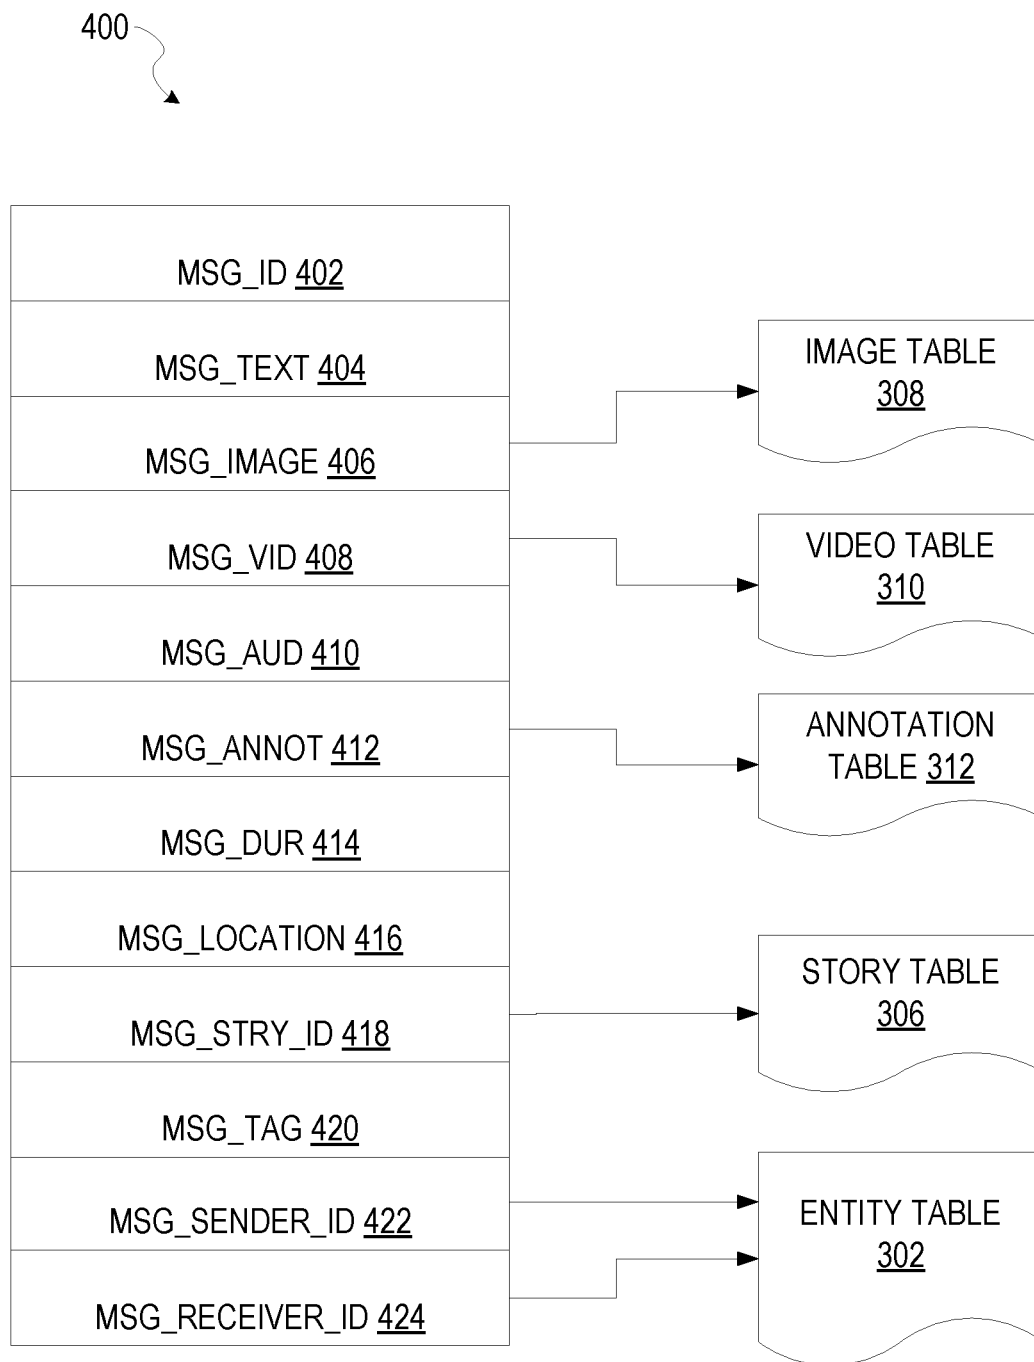 400
MSG_ID 402
MSG_TEXT 404
MSG_IMAGE 406
MSG_VID 408
MSG_AUD 410
MSG_ANNOT 412
MSG_DUR 414
MSG_LOCATION 416
MSG_STRY_ID 418
MSG_TAG 420
MSG_SENDER_ID 422
MSG_RECEIVER_ID 424
IMAGE TABLE
308
VIDEO TABLE
310
ANNOTATION
TABLE 312
STORY TABLE
306
ENTITY TABLE
302